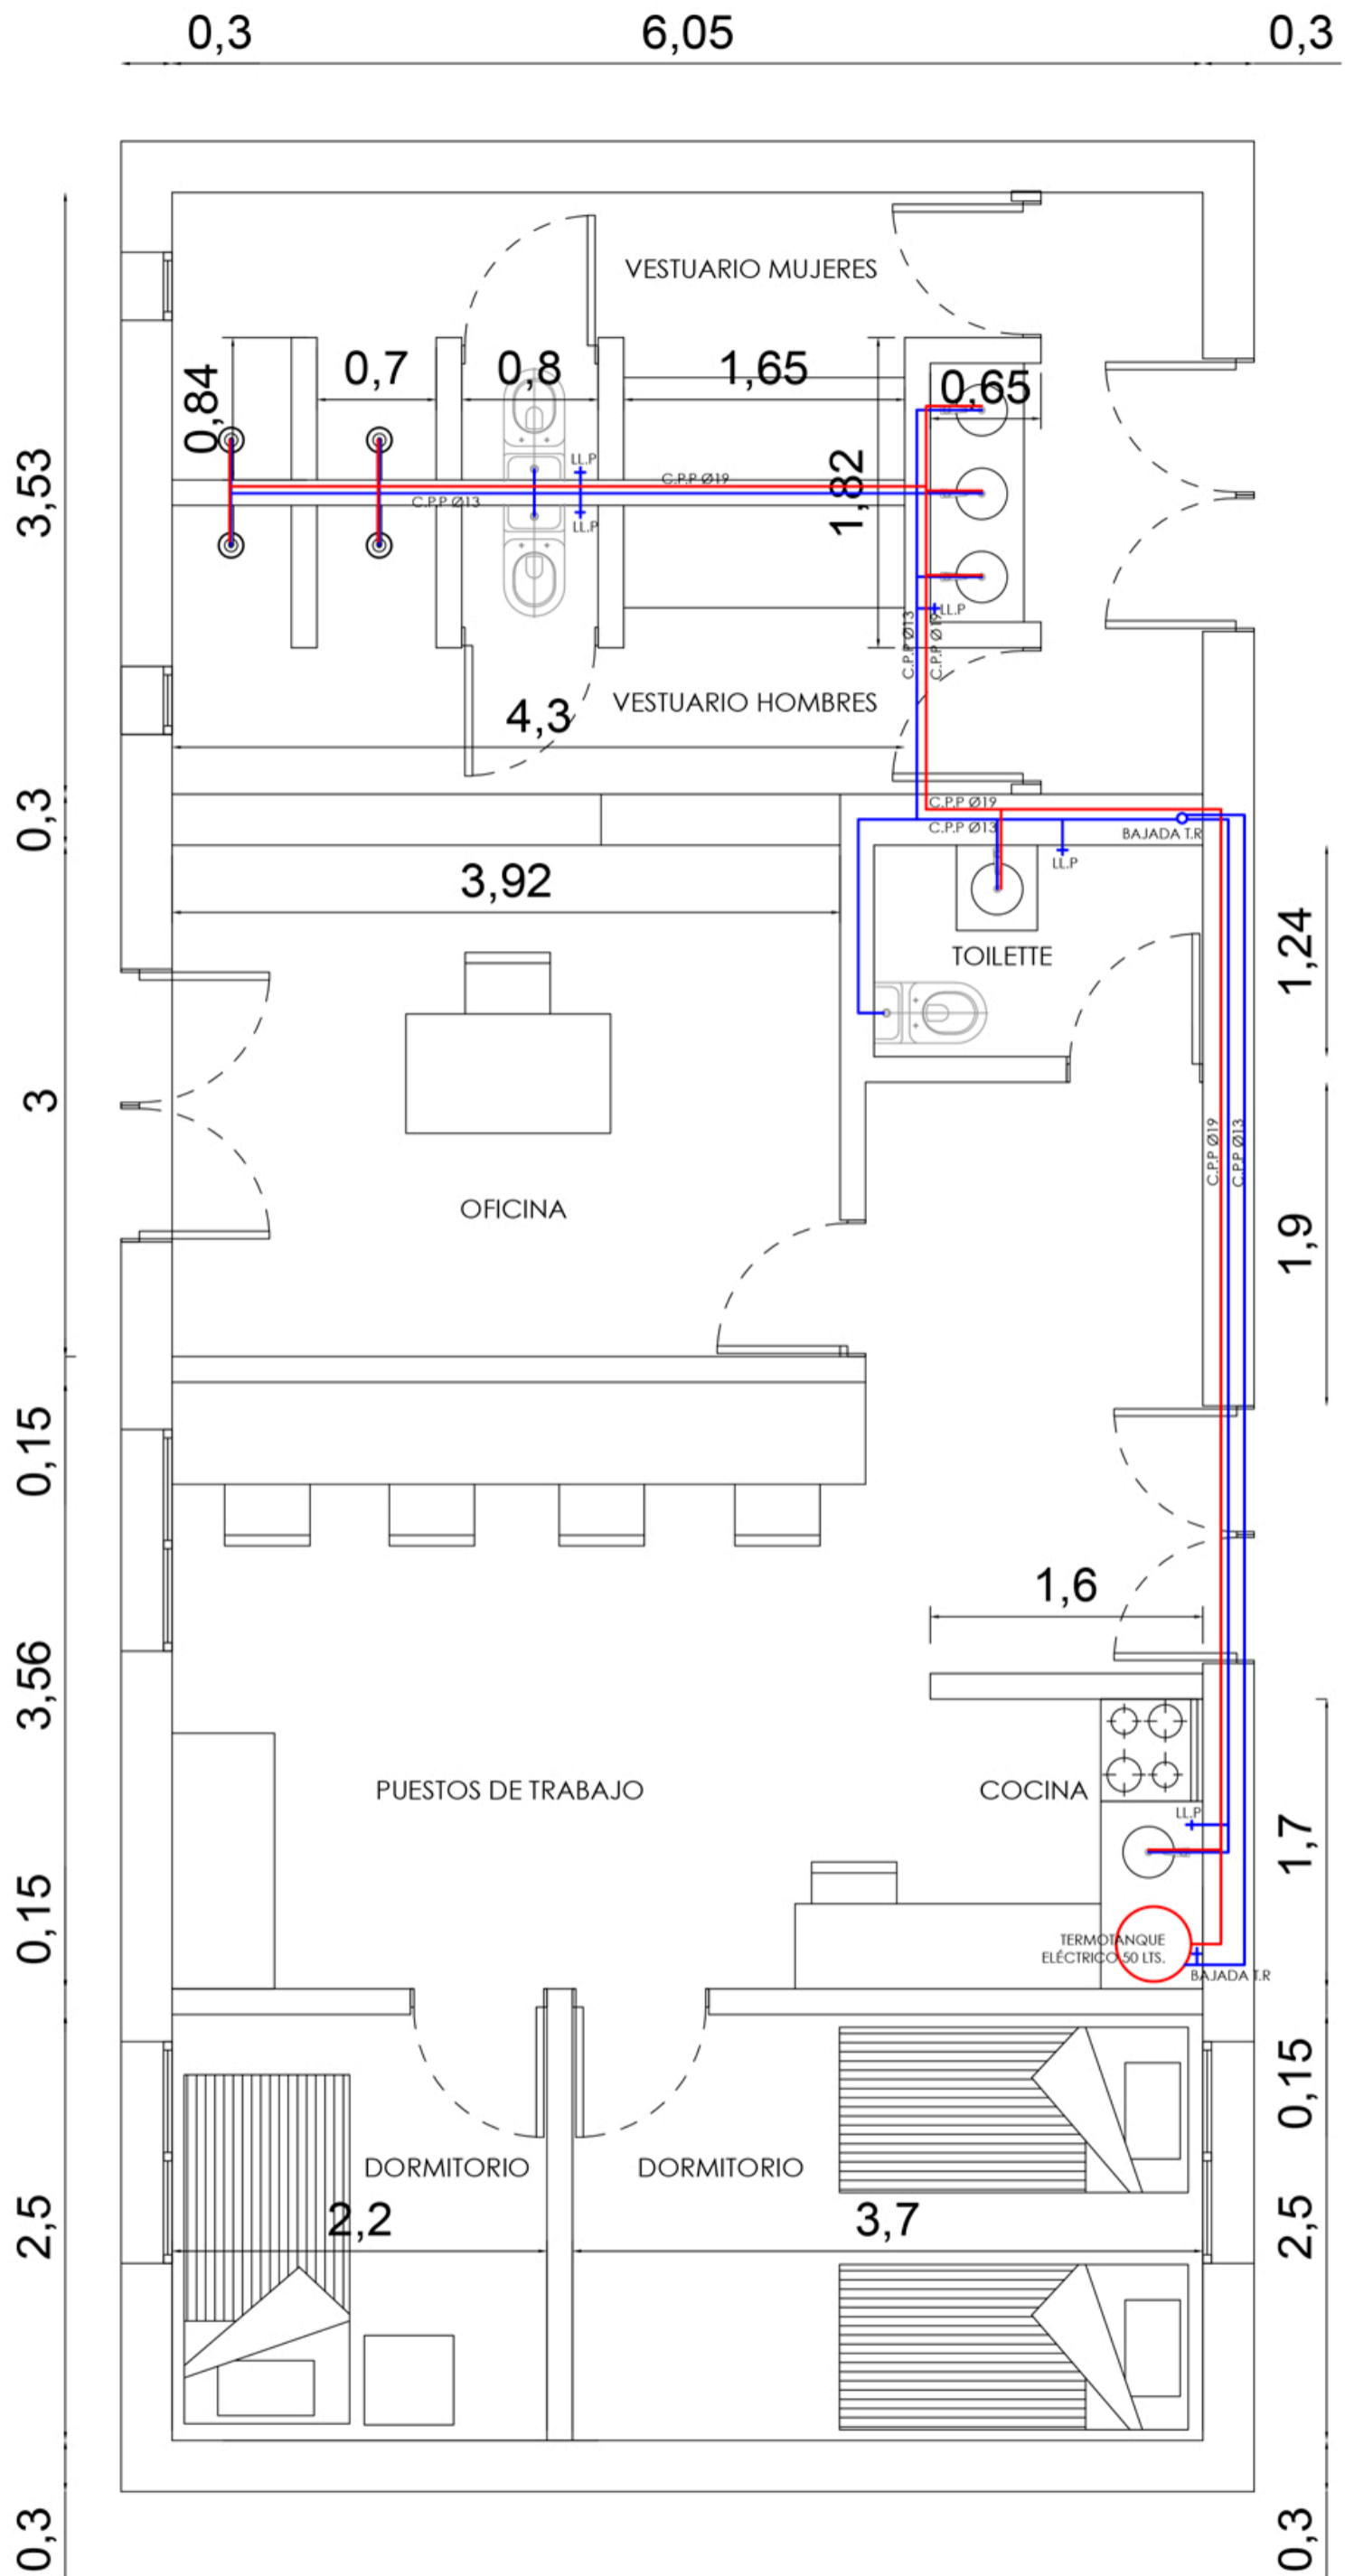 0,3
6,05
0,3
VESTUARIO MUJERES
0,84
0,7
0,8
1,65
0,65
3,53
LL.P
C.P.P Ø19
C.P.P Ø13
LL.P
1,82
LL.P
C.P.P Ø13
C.P.P Ø19
VESTUARIO HOMBRES
4,3
0,3
C.P.P Ø19
C.P.P Ø13
BAJADA T.R
LL.P
3,92
1,24
TOILETTE
3
C.P.P Ø19
C.P.P Ø13
OFICINA
1,9
0,15
1,6
3,56
PUESTOS DE TRABAJO
COCINA
LL.P
1,7
0,15
TERMOTANQUE
ELÉCTRICO 50 LTS.
BAJADA T.R
0,15
DORMITORIO
DORMITORIO
2,5
2,2
3,7
2,5
0,3
0,3